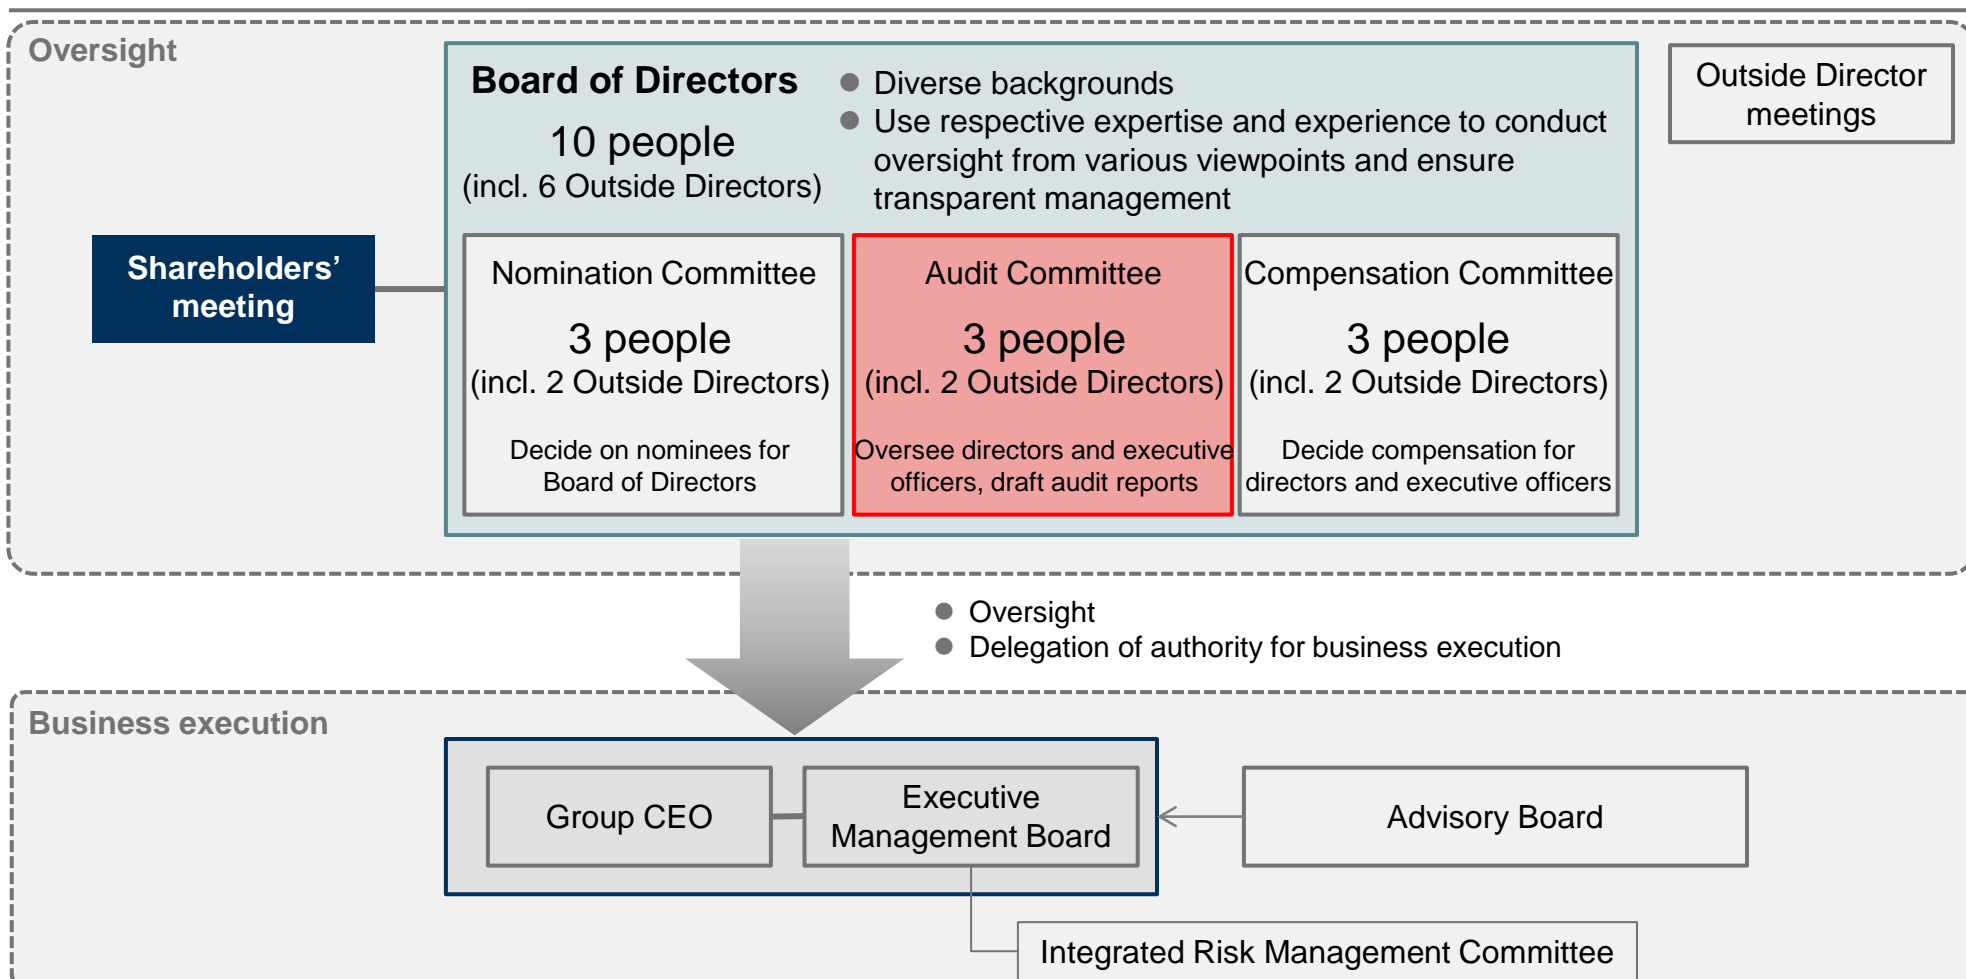 Oversight
Board of Directors
10 people
(incl. 6 Outside Directors)
● Diverse backgrounds
● Use respective expertise and experience to conduct
oversight from various viewpoints and ensure
transparent management
Outside Director
meetings
Shareholders’
meeting
Nomination Committee
3 people
(incl. 2 Outside Directors)
Decide on nominees for
Board of Directors
Audit Committee
3 people
(incl. 2 Outside Directors)
Oversee directors and executive
officers, draft audit reports
Compensation Committee
3 people
(incl. 2 Outside Directors)
Decide compensation for
directors and executive officers
● Oversight
● Delegation of authority for business execution
Business execution
Group CEO
Executive
Management Board
Advisory Board
Integrated Risk Management Committee